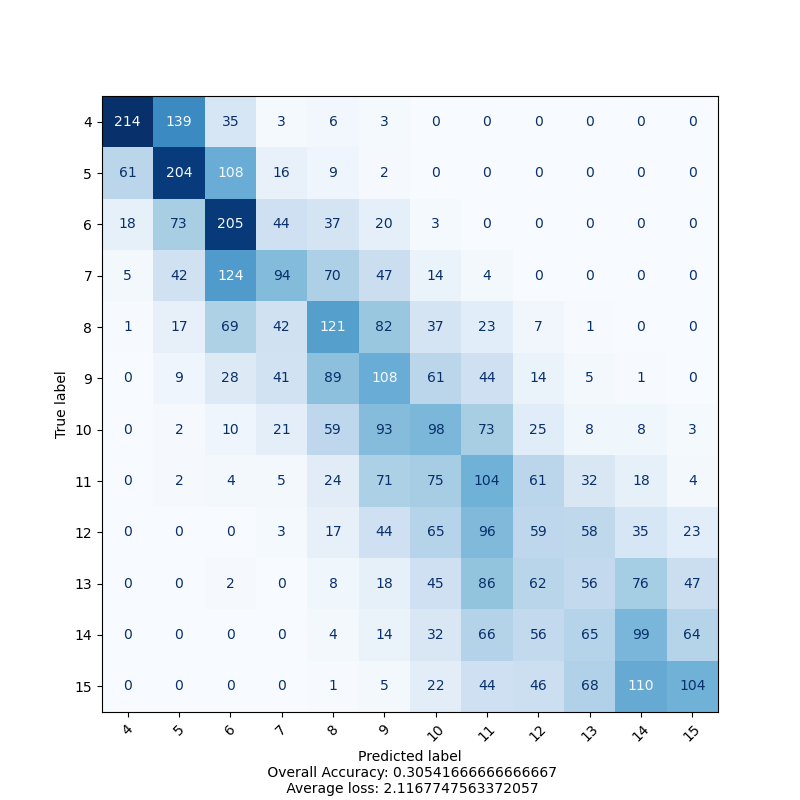 4 214 139 35 3 6 3 0 0 0 0 0 0
5 61 204 108 16 9 2 0 0 0 0 0 0
6 18 73 205 44 37 20 3 0 0 0 0 0
7 5 42 124 94 70 47 14 4 0 0 0 0
8 1 17 69 42 121 82 37 23 7 1 0 0
9 0 9 28 41 89 108 61 44 14 5 1 0
True label
10 0 2 10 21 59 93 98 73 25 8 8 3
11 0 2 4 5 24 71 75 104 61 32 18 4
12 0 0 0 3 17 44 65 96 59 58 35 23
13 0 0 2 0 8 18 45 86 62 56 76 47
14 0 0 0 0 4 14 32 66 56 65 99 64
15 0 0 0 0 1 5 22 44 46 68 110 104
4 5 6 7 8 9 10 11 12 13 14 15
Predicted label
Overall Accuracy: 0.30541666666666667
Average loss: 2.1167747563372057